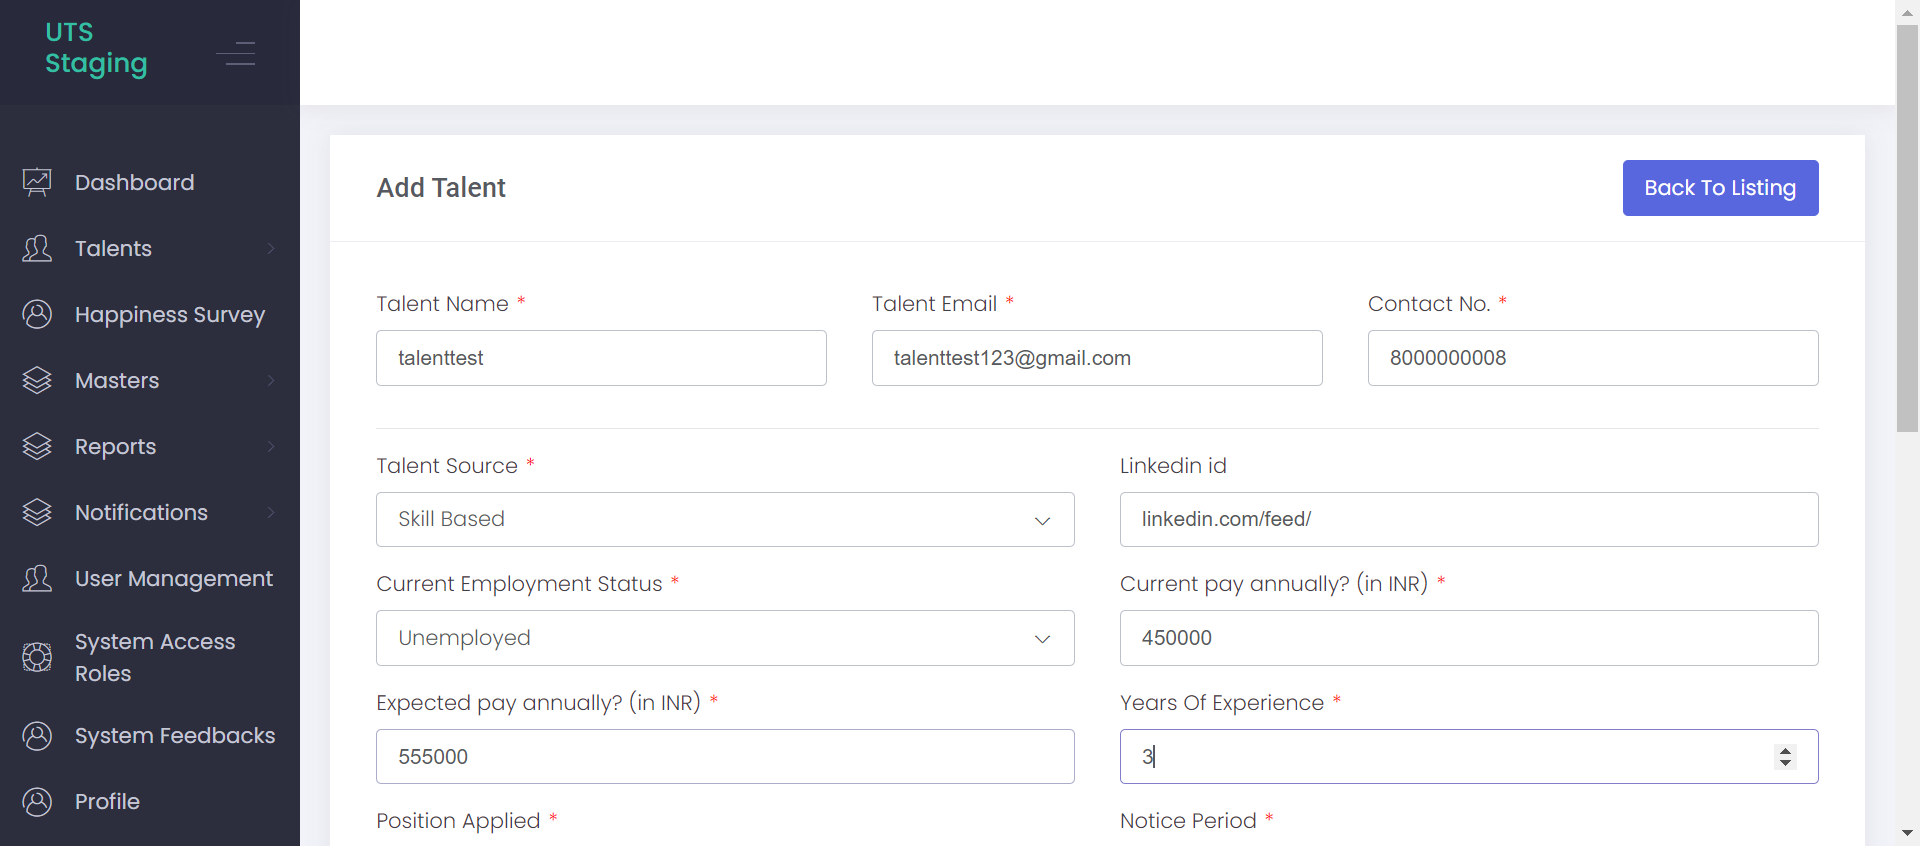 UTS
Staging
Dashboard
Talents
Happiness Survey
Masters
Reports
Notifications
User Management
System Access
Roles
System Feedbacks
Profile
Add Talent
Back To Listing
Talent Name *
Talent Email *
Contact No. *
talenttest
talenttest123@gmail.com
8000000008
Talent Source *
Linkedin id
Skill Based
linkedin.com/feed/
Current Employment Status *
Current pay annually? (in INR) *
Unemployed
450000
Expected pay annually? (in INR) *
Years Of Experience *
555000
3
Position Applied *
Notice Period *